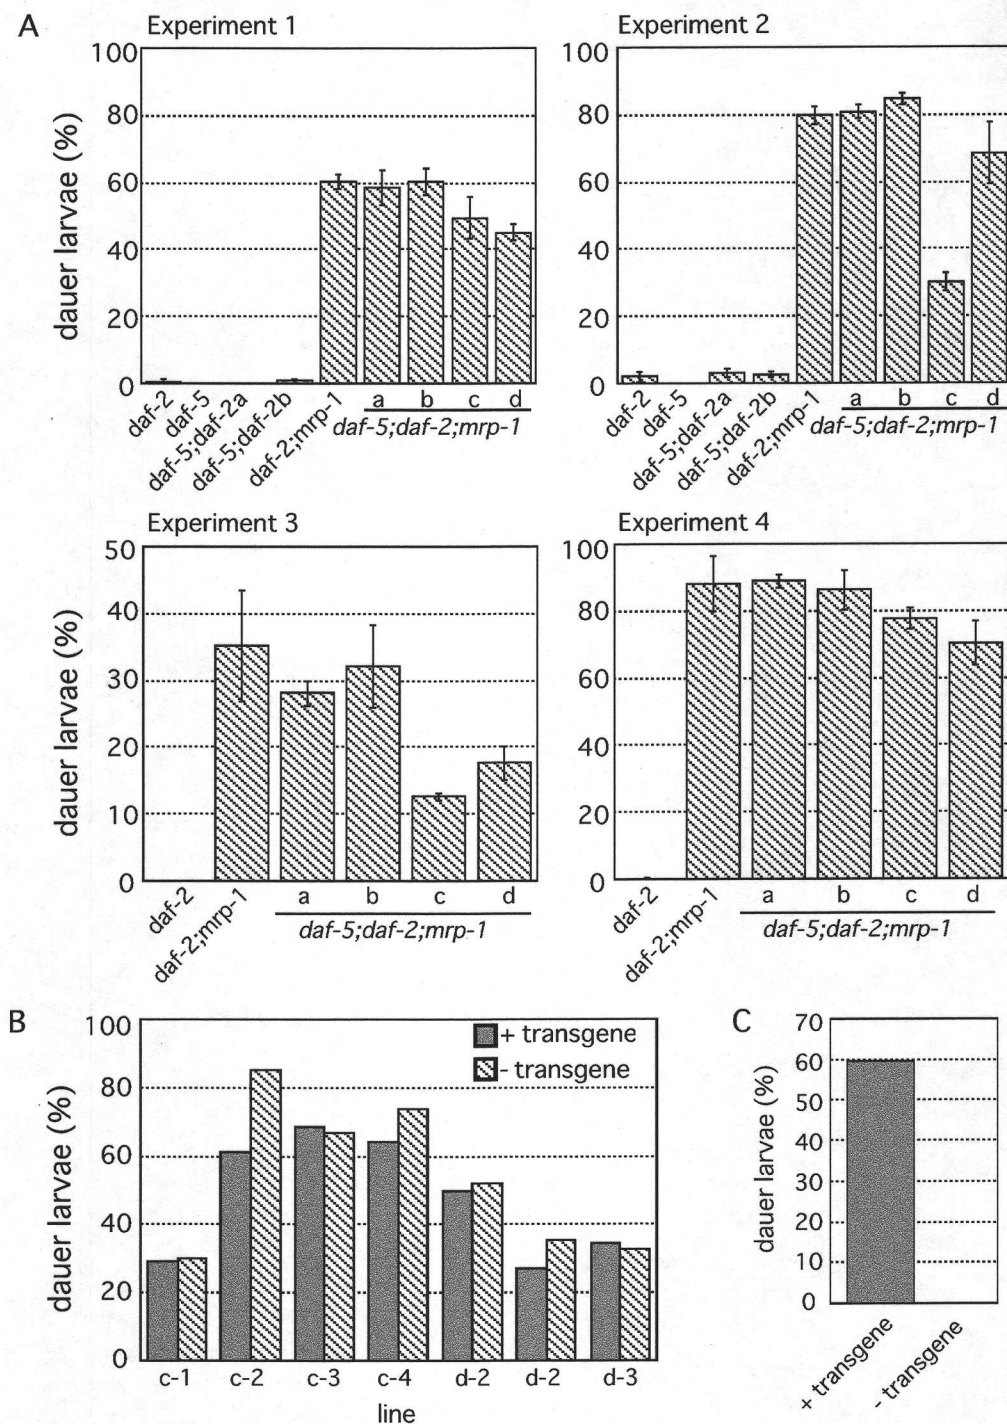 A
Experiment 1
dauer larvae (%)
100
80
60
40
20
0
daf-2
daf-5
daf-5;daf-2a
daf-5;daf-2b
daf-2;mrp-1
a b c d
daf-5;daf-2;mrp-1
Experiment 2
100
80
60
40
20
0
daf-2
daf-5
daf-5;daf-2a
daf-5;daf-2b
daf-2;mrp-1
a b c d
daf-5;daf-2;mrp-1
Experiment 3
dauer larvae (%)
50
40
30
20
10
0
daf-2
daf-2;mrp-1
a b c d
daf-5;daf-2;mrp-1
Experiment 4
100
80
60
40
20
0
daf-2
daf-2;mrp-1
a b c d
daf-5;daf-2;mrp-1
B
dauer larvae (%)
100
80
60
40
20
0
+ transgene
- transgene
c-1 c-2 c-3 c-4 d-2 d-2 d-3
line
C
dauer larvae (%)
70
60
50
40
30
20
10
0
+ transgene
- transgene